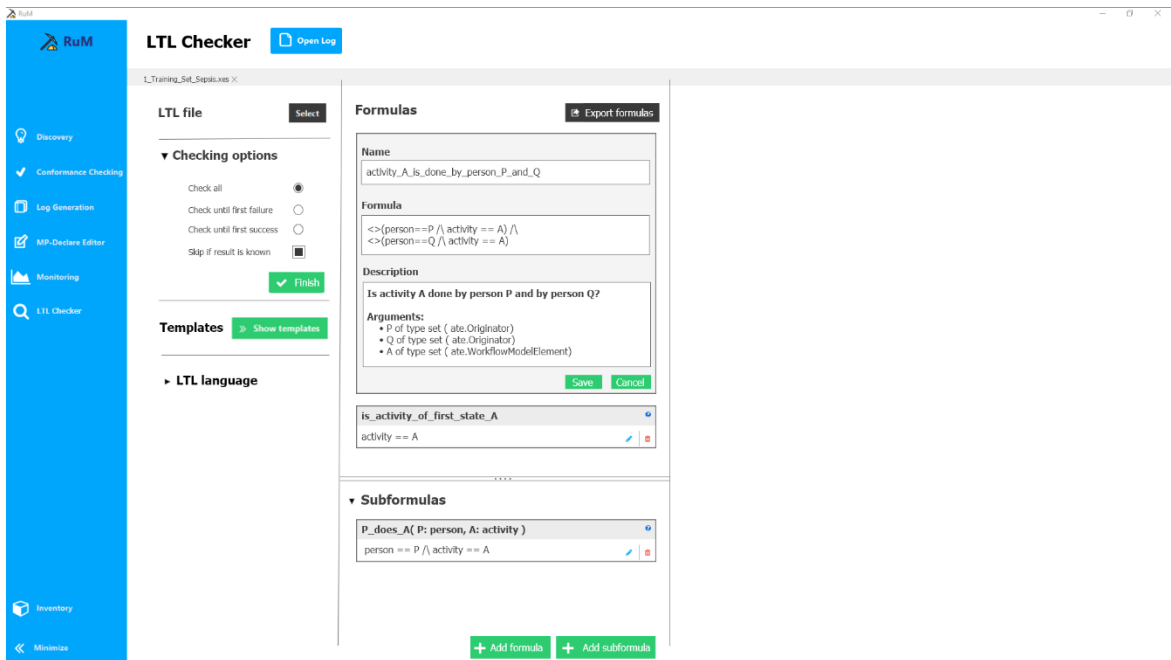 RuM
RuM
LTL Checker
Open Log
1_Training_Set_Sepsis.xes
Discovery
Conformance Checking
Log Generation
MP-Declare Editor
Monitoring
LTL Checker
Inventory
Minimize
LTL file
Select
Checking options
Check all
Check until first failure
Check until first success
Skip if result is known
Finish
Templates
Show templates
LTL language
Formulas
Export formulas
Name
activity_A_is_done_by_person_P_and_Q
Formula
<>(person==P /\ activity == A) /\
<>(person==Q /\ activity == A)
Description
Is activity A done by person P and by person Q?
Arguments:
• P of type set ( ate.Originator)
• Q of type set ( ate.Originator)
• A of type set ( ate.WorkflowModelElement)
Save
Cancel
is_activity_of_first_state_A
activity == A
Subformulas
P_does_A( P: person, A: activity )
person == P /\ activity == A
Add formula
Add subformula